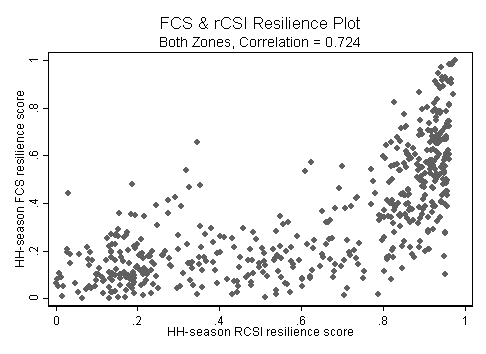 FCS & rCSI Resilience Plot
Both Zones, Correlation = 0.724
HH-season FCS resilience score
1
.8
.6
.4
.2
0
0 .2 .4 .6 .8 1
HH-season RCSI resilience score